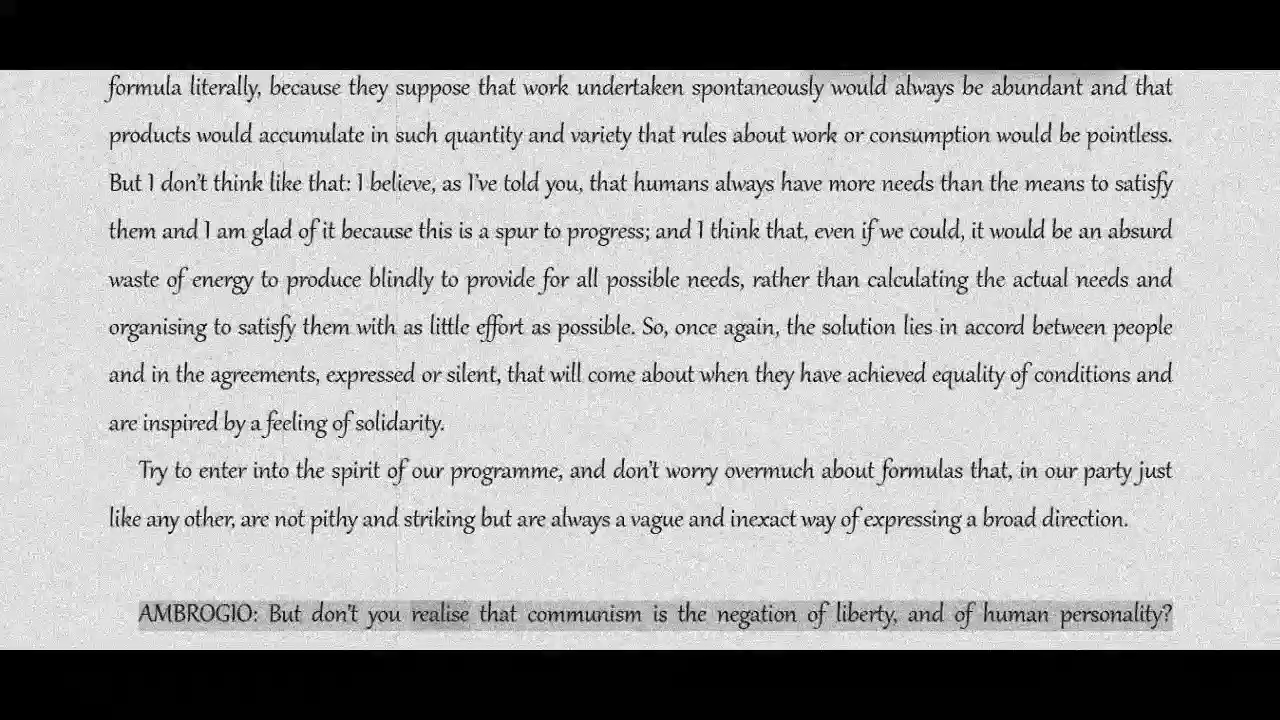 formula literally, because they suppose that work undertaken spontaneously would always be abundant and that
products would accumulate in such quantity and variety that rules about work or consumption would be pointless.
But I don't think like that: I believe, as I've told you, that humans always have more needs than the means to satisfy
them and I am glad of it because this is a spur to progress; and I think that, even if we could, it would be an absurd
waste of energy to produce blindly to provide for all possible needs, rather than calculating the actual needs and
organising to satisfy them with as little effort as possible. So, once again, the solution lies in accord between people
and in the agreements, expressed or silent, that will come about when they have achieved equality of conditions and
are inspired by a feeling of solidarity.
Try to enter into the spirit of our programme, and don't worry overmuch about formulas that, in our party just
like any other, are not pithy and striking but are always a vague and inexact way of expressing a broad direction.
AMBROGIO: But don't you realise that communism is the negation of liberty, and of human personality?